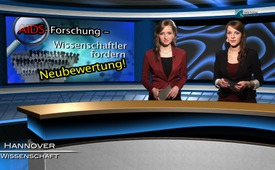 AIDS-Forschung –
Wissenschaftler
fordern
Neubewertung!
HANNOVER
WISSENSCHAFT